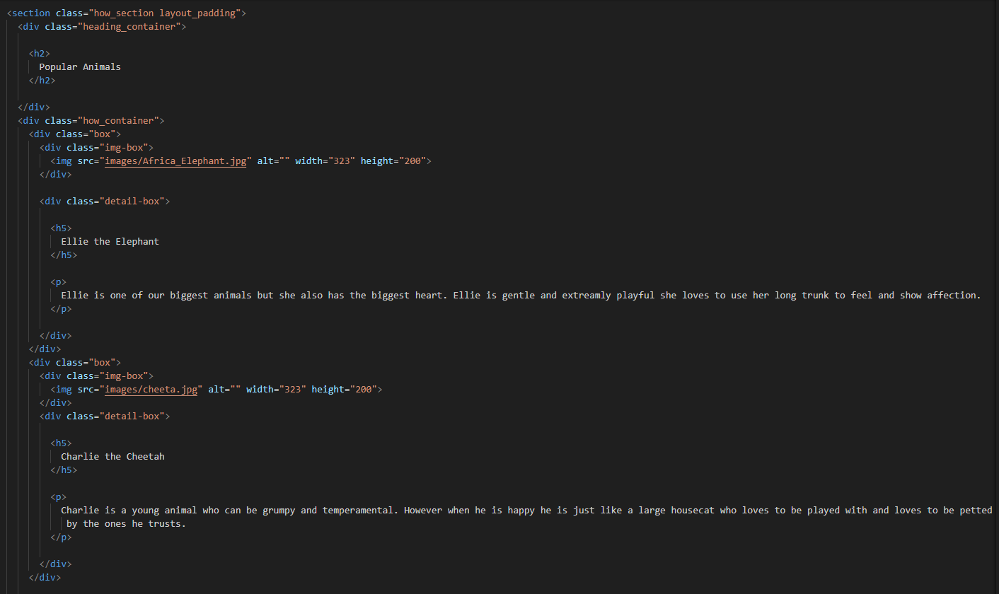 <section class="how_section layout_padding">
<div class="heading_container">
<h2>
Popular Animals
</h2>
</div>
<div class="how_container">
<div class="box">
<div class="img-box">
<img src="images/Africa_Elephant.jpg" alt="" width="323" height="200">
</div>
<div class="detail-box">
<h5>
Ellie the Elephant
</h5>
<p>
Ellie is one of our biggest animals but she also has the biggest heart. Ellie is gentle and extreamly playful she loves to use her long trunk to feel and show affection.
</p>
</div>
</div>
<div class="box">
<div class="img-box">
<img src="images/cheeta.jpg" alt="" width="323" height="200">
</div>
<div class="detail-box">
<h5>
Charlie the Cheetah
</h5>
<p>
Charlie is a young animal who can be grumpy and temperamental. However when he is happy he is just like a large housecat who loves to be played with and loves to be petted
by the ones he trusts.
</p>
</div>
</div>